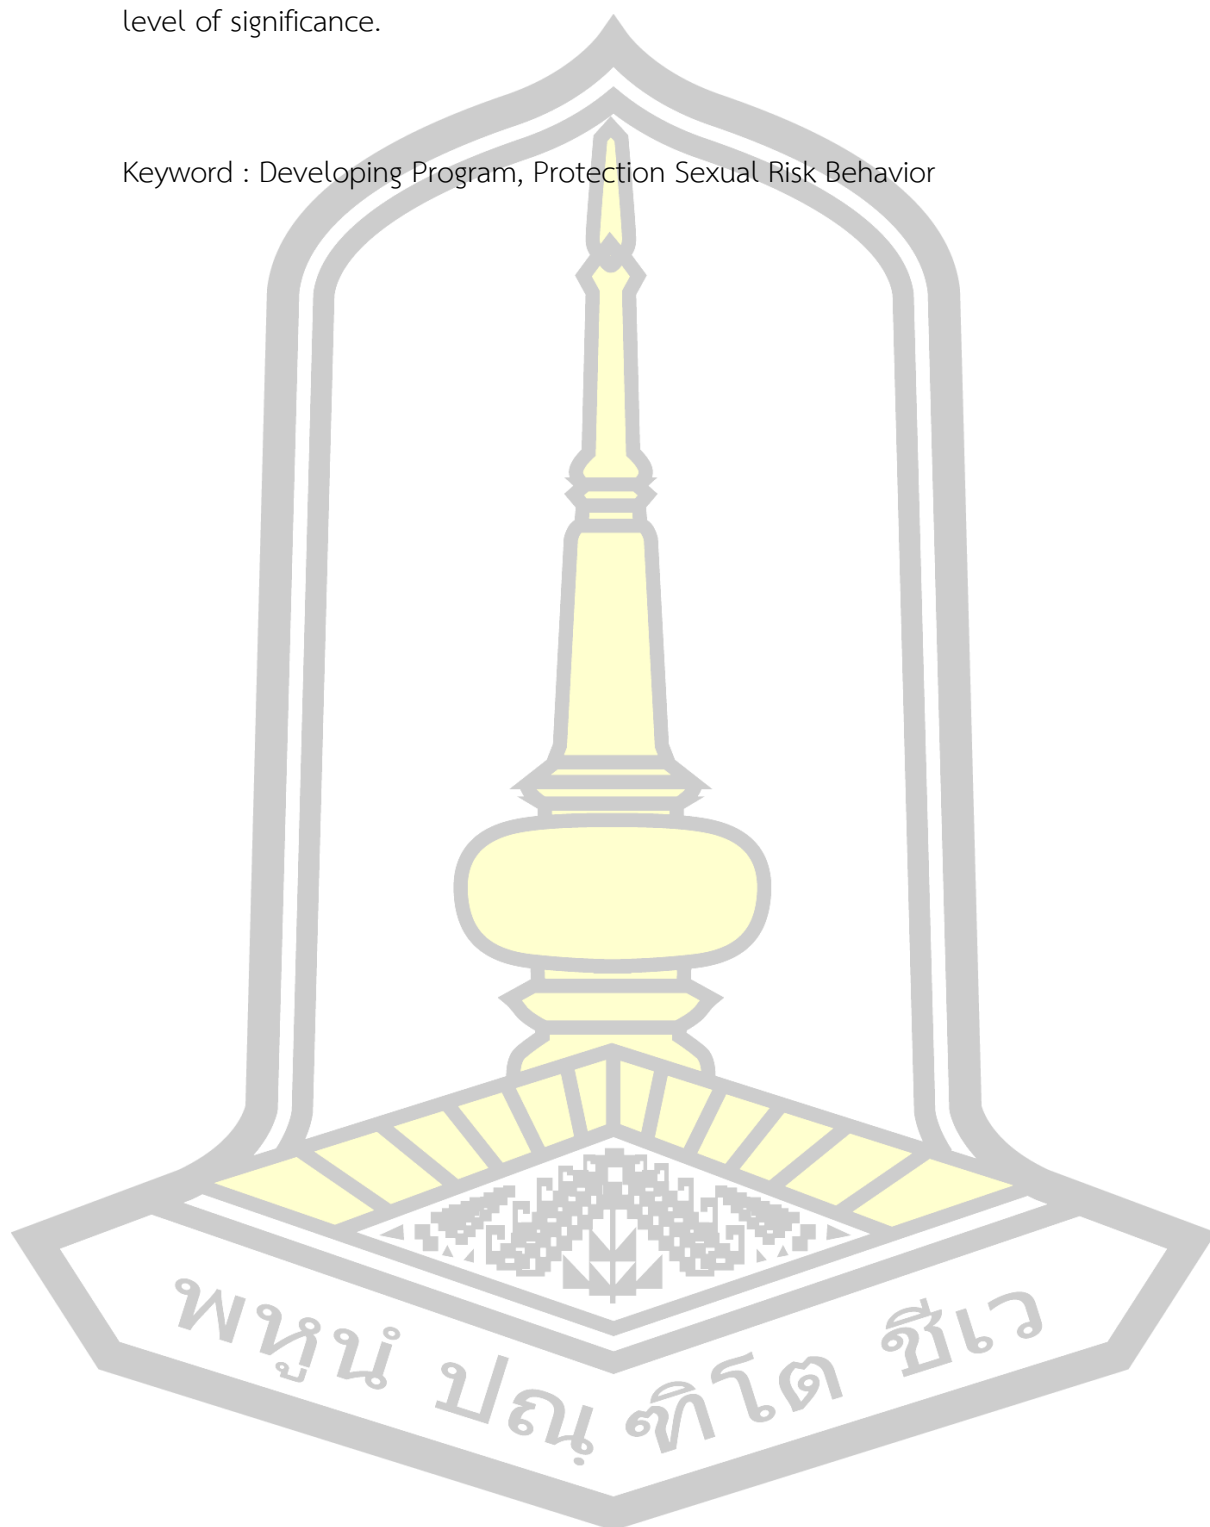 level of significance.
Keyword : Developing Program, Protection Sexual Risk Behavior
พหูนํ ปณฺฑิโต ชีเว